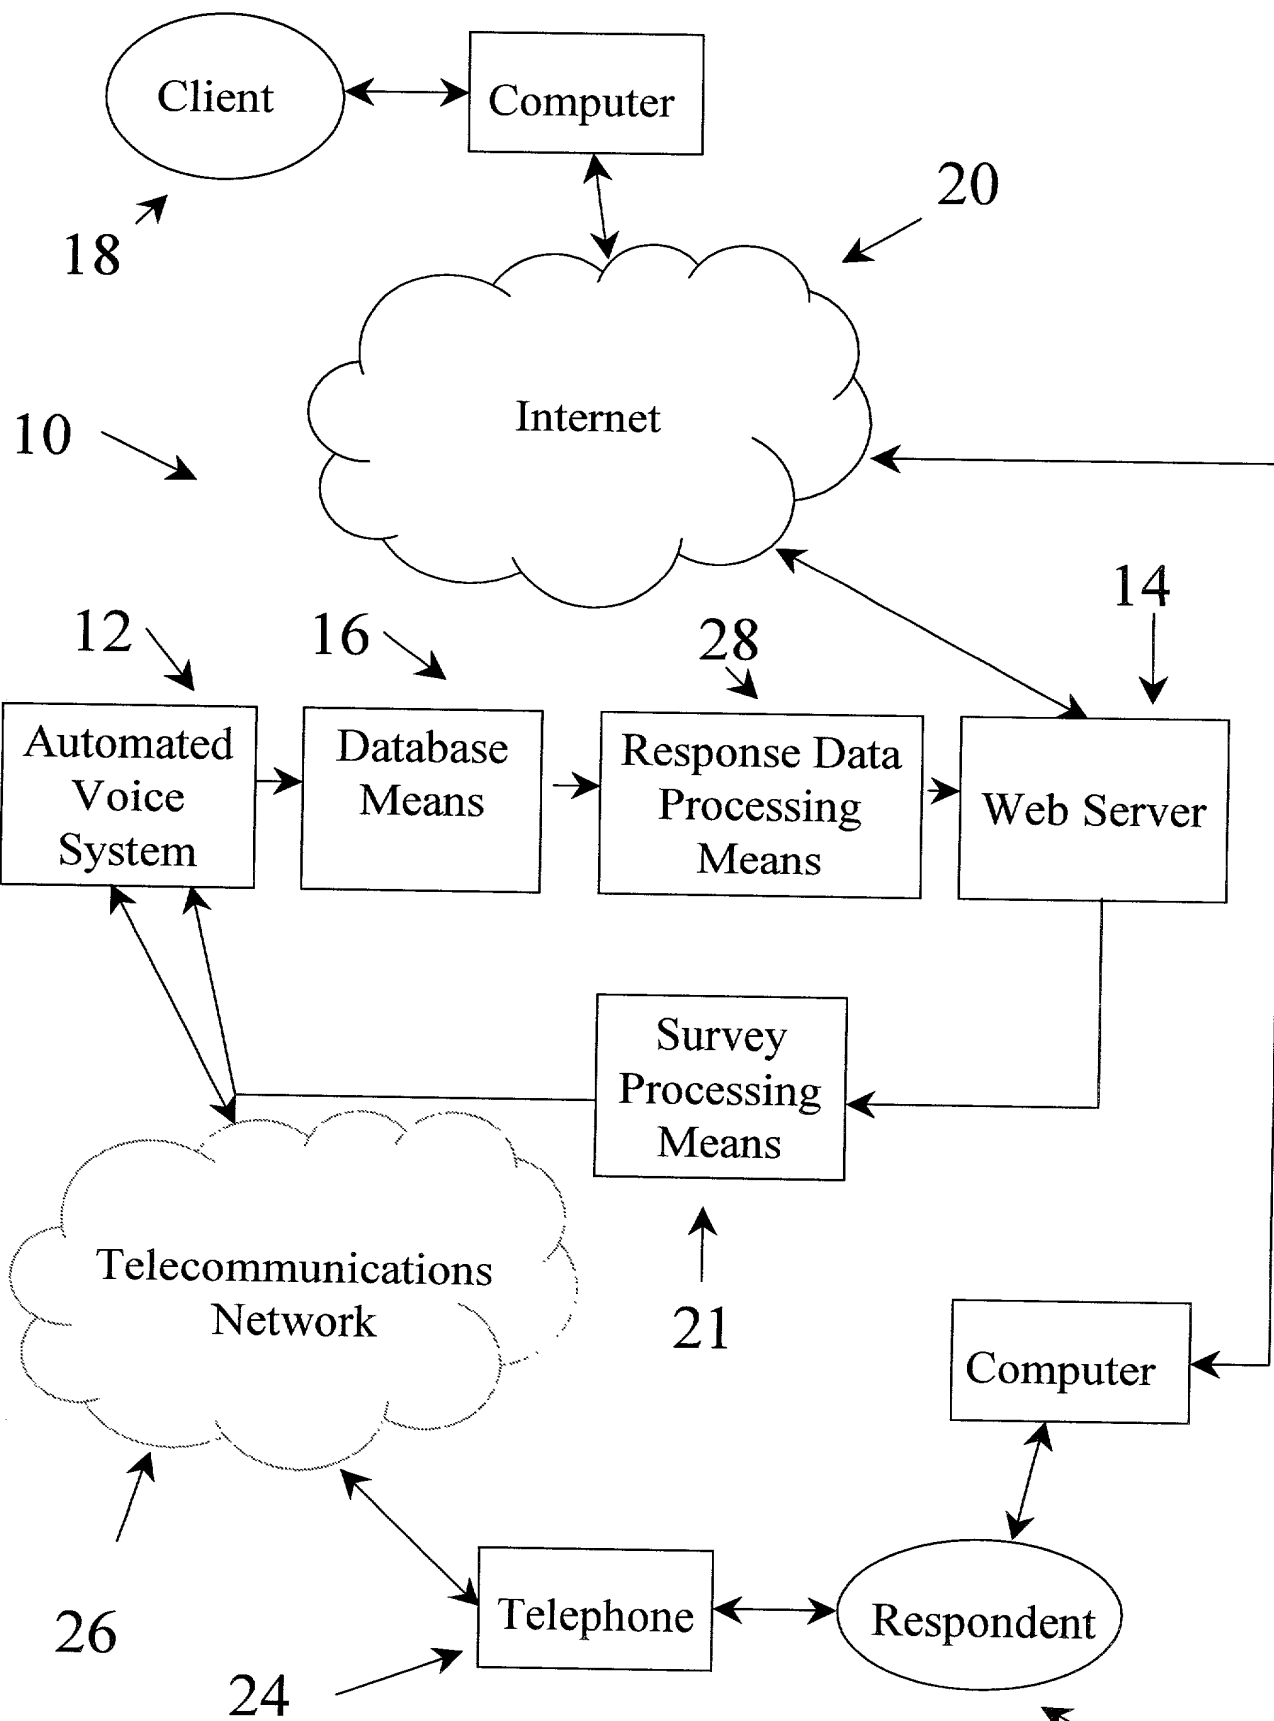 Client
Computer
20
18
Internet
10
14
12
16
28
Automated
Voice
System
Database
Means
Response Data
Processing
Means
Web Server
Survey
Processing
Means
Telecommunications
Network
21
Computer
26
Telephone
Respondent
24